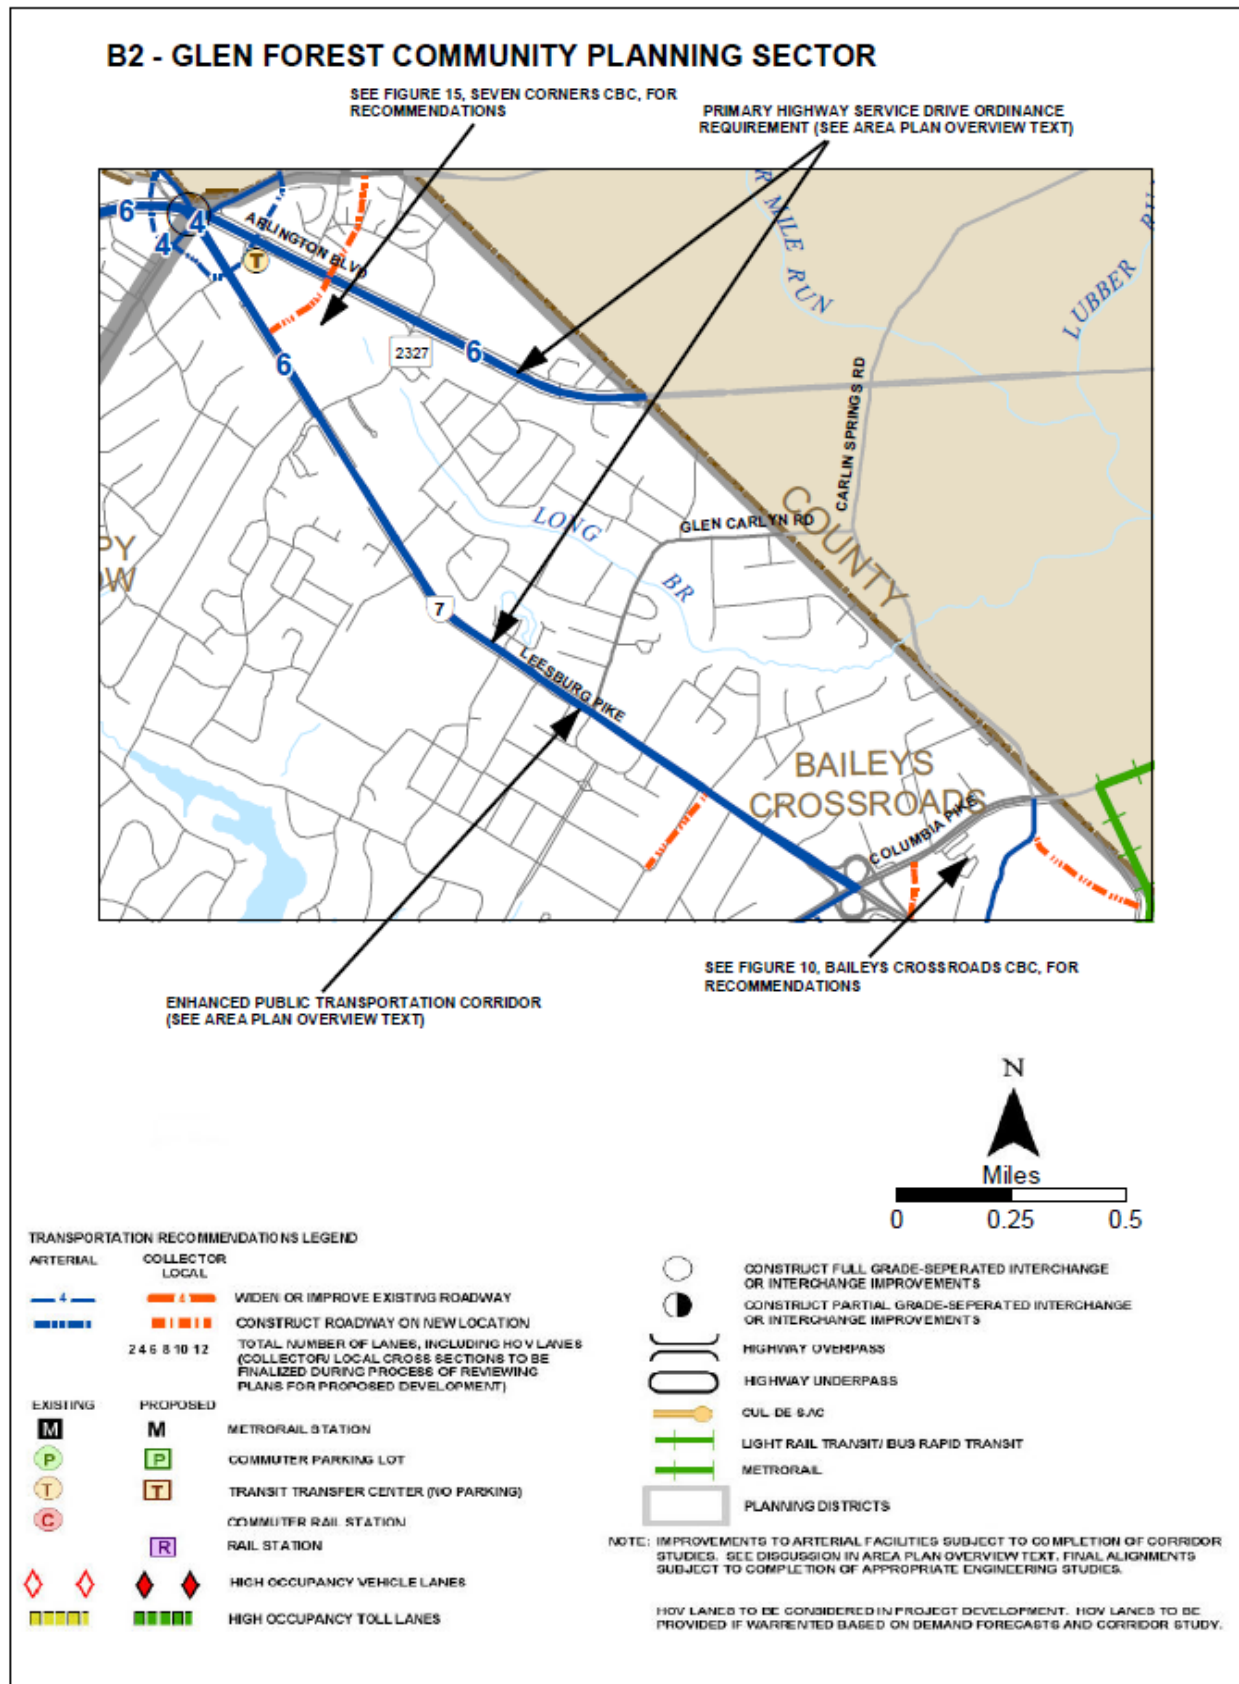 B2 - GLEN FOREST COMMUNITY PLANNING SECTOR
SEE FIGURE 15, SEVEN CORNERS CBC, FOR
RECOMMENDATIONS
PRIMARY HIGHWAY SERVICE DRIVE ORDINANCE
REQUIREMENT (SEE AREA PLAN OVERVIEW TEXT)
R MILE RUN
LUBBER RU
6
4
4
ARLINGTON BLVD
T
2327
6
6
CARLIN SPRINGS RD
COUNTY
GLEN CARLYN RD
LONG
BR
PY
OW
7
LEESBURG PIKE
BAILEYS
CROSSROADS
COLUMBIA PIKE
SEE FIGURE 10, BAILEYS CROSSROADS CBC, FOR
RECOMMENDATIONS
ENHANCED PUBLIC TRANSPORTATION CORRIDOR
(SEE AREA PLAN OVERVIEW TEXT)
N
Miles
0 0.25 0.5
TRANSPORTATION RECOMMENDATIONS LEGEND
ARTERIAL COLLECTOR
LOCAL
4 4 WIDEN OR IMPROVE EXISTING ROADWAY
CONSTRUCT ROADWAY ON NEW LOCATION
2 4 6 8 10 12 TOTAL NUMBER OF LANES, INCLUDING HOV LANES
(COLLECTOR/ LOCAL CROSS SECTIONS TO BE
FINALIZED DURING PROCESS OF REVIEWING
PLANS FOR PROPOSED DEVELOPMENT)
EXISTING PROPOSED
M M METRORAIL STATION
P P COMMUTER PARKING LOT
T T TRANSIT TRANSFER CENTER (NO PARKING)
C COMMUTER RAIL STATION
R RAIL STATION
HIGH OCCUPANCY VEHICLE LANES
HIGH OCCUPANCY TOLL LANES
CONSTRUCT FULL GRADE-SEPERATED INTERCHANGE
OR INTERCHANGE IMPROVEMENTS
CONSTRUCT PARTIAL GRADE-SEPERATED INTERCHANGE
OR INTERCHANGE IMPROVEMENTS
HIGHWAY OVERPASS
HIGHWAY UNDERPASS
CUL-DE-SAC
LIGHT RAIL TRANSIT/ BUS RAPID TRANSIT
METRORAIL
PLANNING DISTRICTS
NOTE: IMPROVEMENTS TO ARTERIAL FACILITIES SUBJECT TO COMPLETION OF CORRIDOR
STUDIES. SEE DISCUSSION IN AREA PLAN OVERVIEW TEXT. FINAL ALIGNMENTS
SUBJECT TO COMPLETION OF APPROPRIATE ENGINEERING STUDIES.
HOV LANES TO BE CONSIDERED IN PROJECT DEVELOPMENT. HOV LANES TO BE
PROVIDED IF WARRENTED BASED ON DEMAND FORECASTS AND CORRIDOR STUDY.